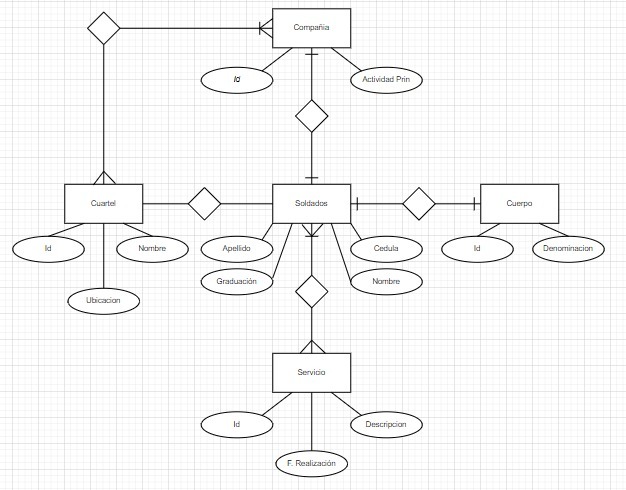 Compañia
Id
Actividad Prin
Cuartel
Soldados
Cuerpo
Id
Nombre
Apellido
Cedula
Id
Denominacion
Graduación
Nombre
Ubicacion
Servicio
Id
Descripcion
F. Realización